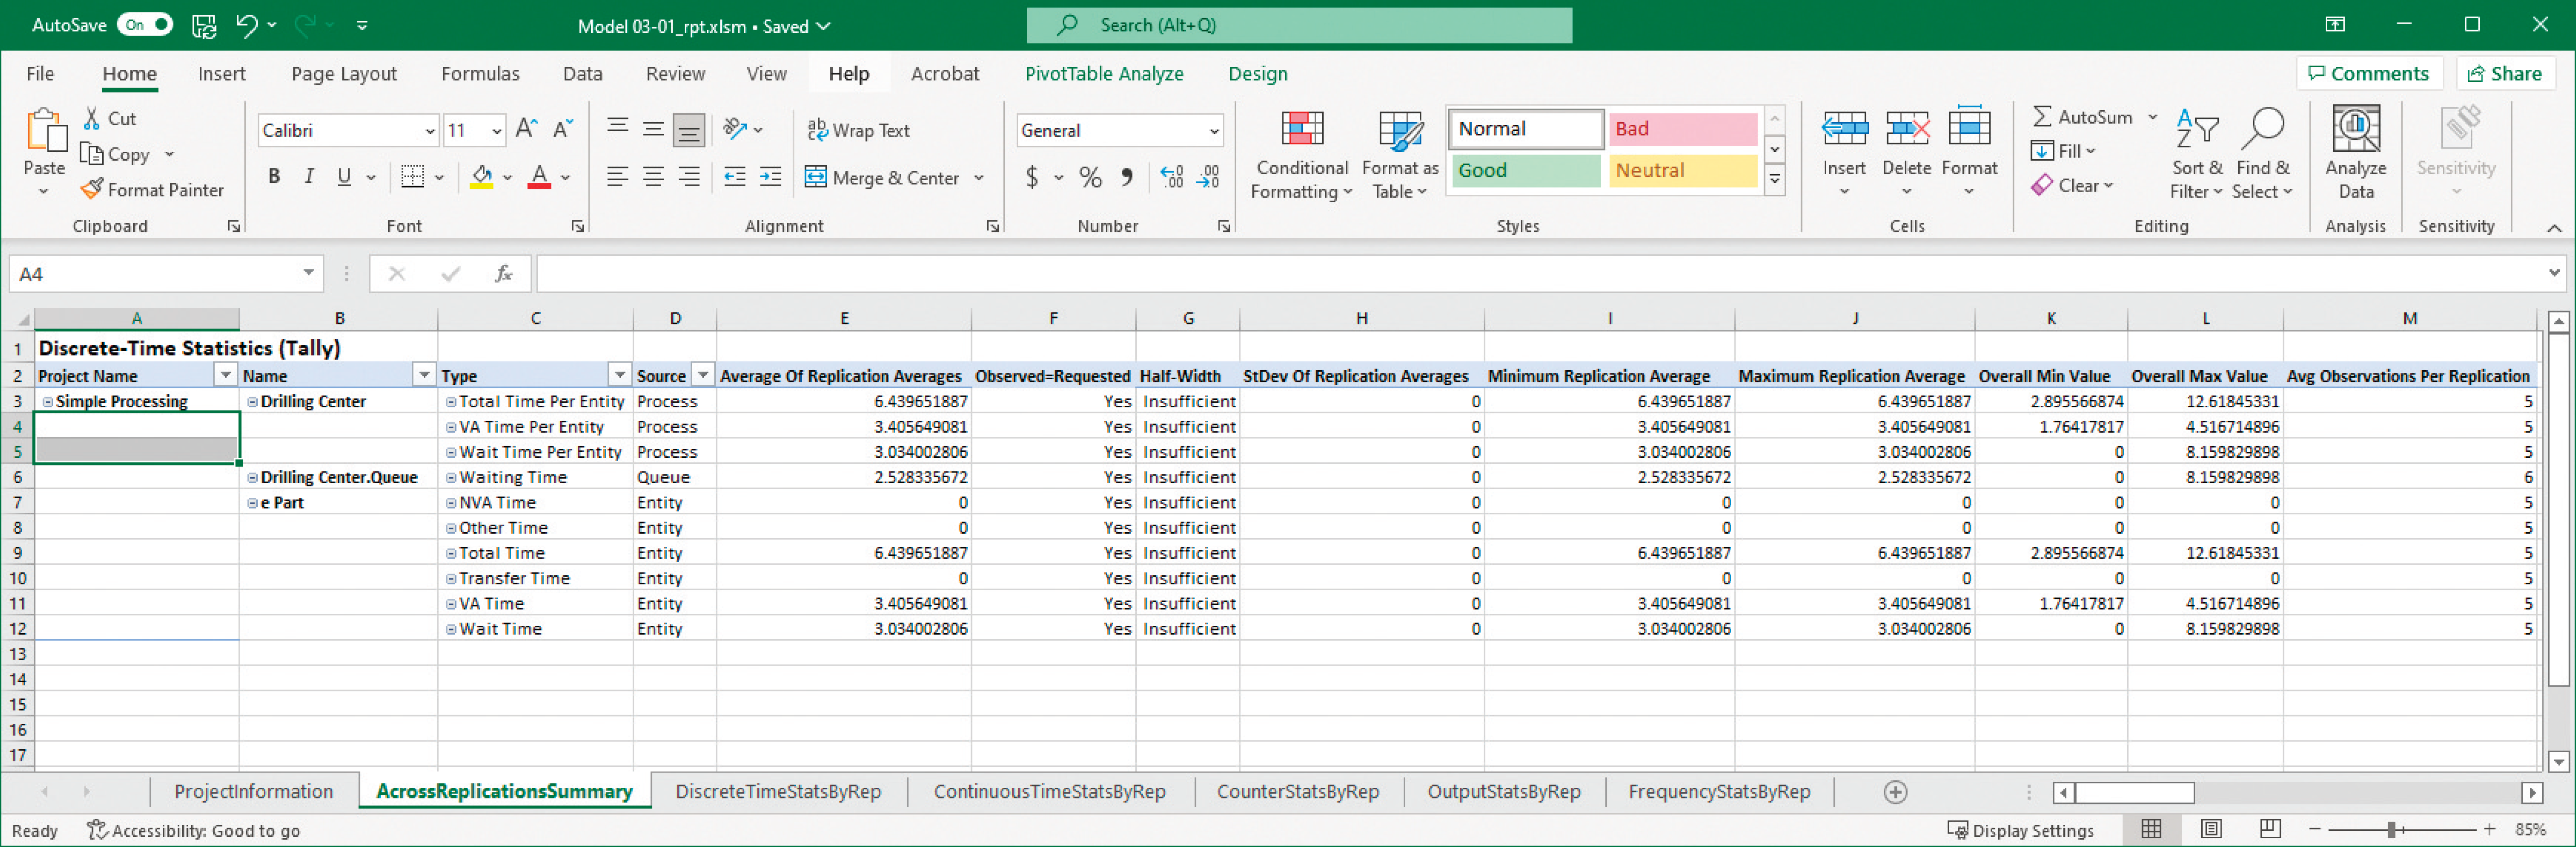 AutoSave On Model 03-01_rpt.xlsm • Saved Search (Alt+Q)
File Home Insert Page Layout Formulas Data Review View Help Acrobat PivotTable Analyze Design Comments Share
Paste Cut
Copy
Format Painter
Clipboard
Calibri 11 A A
B I U A
Font
ab Wrap Text
Merge & Center
Alignment
General
$ % , .00 .00
Number
Conditional Formatting
Format as Table
Normal Bad
Good Neutral
Styles
Insert Delete Format
Cells
AutoSum
Fill
Clear
Sort & Filter
Find & Select
Editing
Analyze Data
Analysis
Sensitivity
Sensitivity
A4 fx
A B C D E F G H I J K L M
1 Discrete-Time Statistics (Tally)
2 Project Name Name Type Source Average Of Replication Averages Observed=Requested Half-Width StDev Of Replication Averages Minimum Replication Average Maximum Replication Average Overall Min Value Overall Max Value Avg Observations Per Replication
3 Simple Processing Drilling Center Total Time Per Entity Process 6.439651887 Yes Insufficient 0 6.439651887 6.439651887 2.895566874 12.61845331 5
4 VA Time Per Entity Process 3.405649081 Yes Insufficient 0 3.405649081 3.405649081 1.76417817 4.516714896 5
5 Wait Time Per Entity Process 3.034002806 Yes Insufficient 0 3.034002806 3.034002806 0 8.159829898 5
6 Drilling Center.Queue Waiting Time Queue 2.528335672 Yes Insufficient 0 2.528335672 2.528335672 0 8.159829898 6
7 e Part NVA Time Entity 0 Yes Insufficient 0 0 0 0 0 5
8 Other Time Entity 0 Yes Insufficient 0 0 0 0 0 5
9 Total Time Entity 6.439651887 Yes Insufficient 0 6.439651887 6.439651887 2.895566874 12.61845331 5
10 Transfer Time Entity 0 Yes Insufficient 0 0 0 0 0 5
11 VA Time Entity 3.405649081 Yes Insufficient 0 3.405649081 3.405649081 1.76417817 4.516714896 5
12 Wait Time Entity 3.034002806 Yes Insufficient 0 3.034002806 3.034002806 0 8.159829898 5
13
14
15
16
17
ProjectInformation AcrossReplicationsSummary DiscreteTimeStatsByRep ContinuousTimeStatsByRep CounterStatsByRep OutputStatsByRep FrequencyStatsByRep
Ready Accessibility: Good to go Display Settings 85%